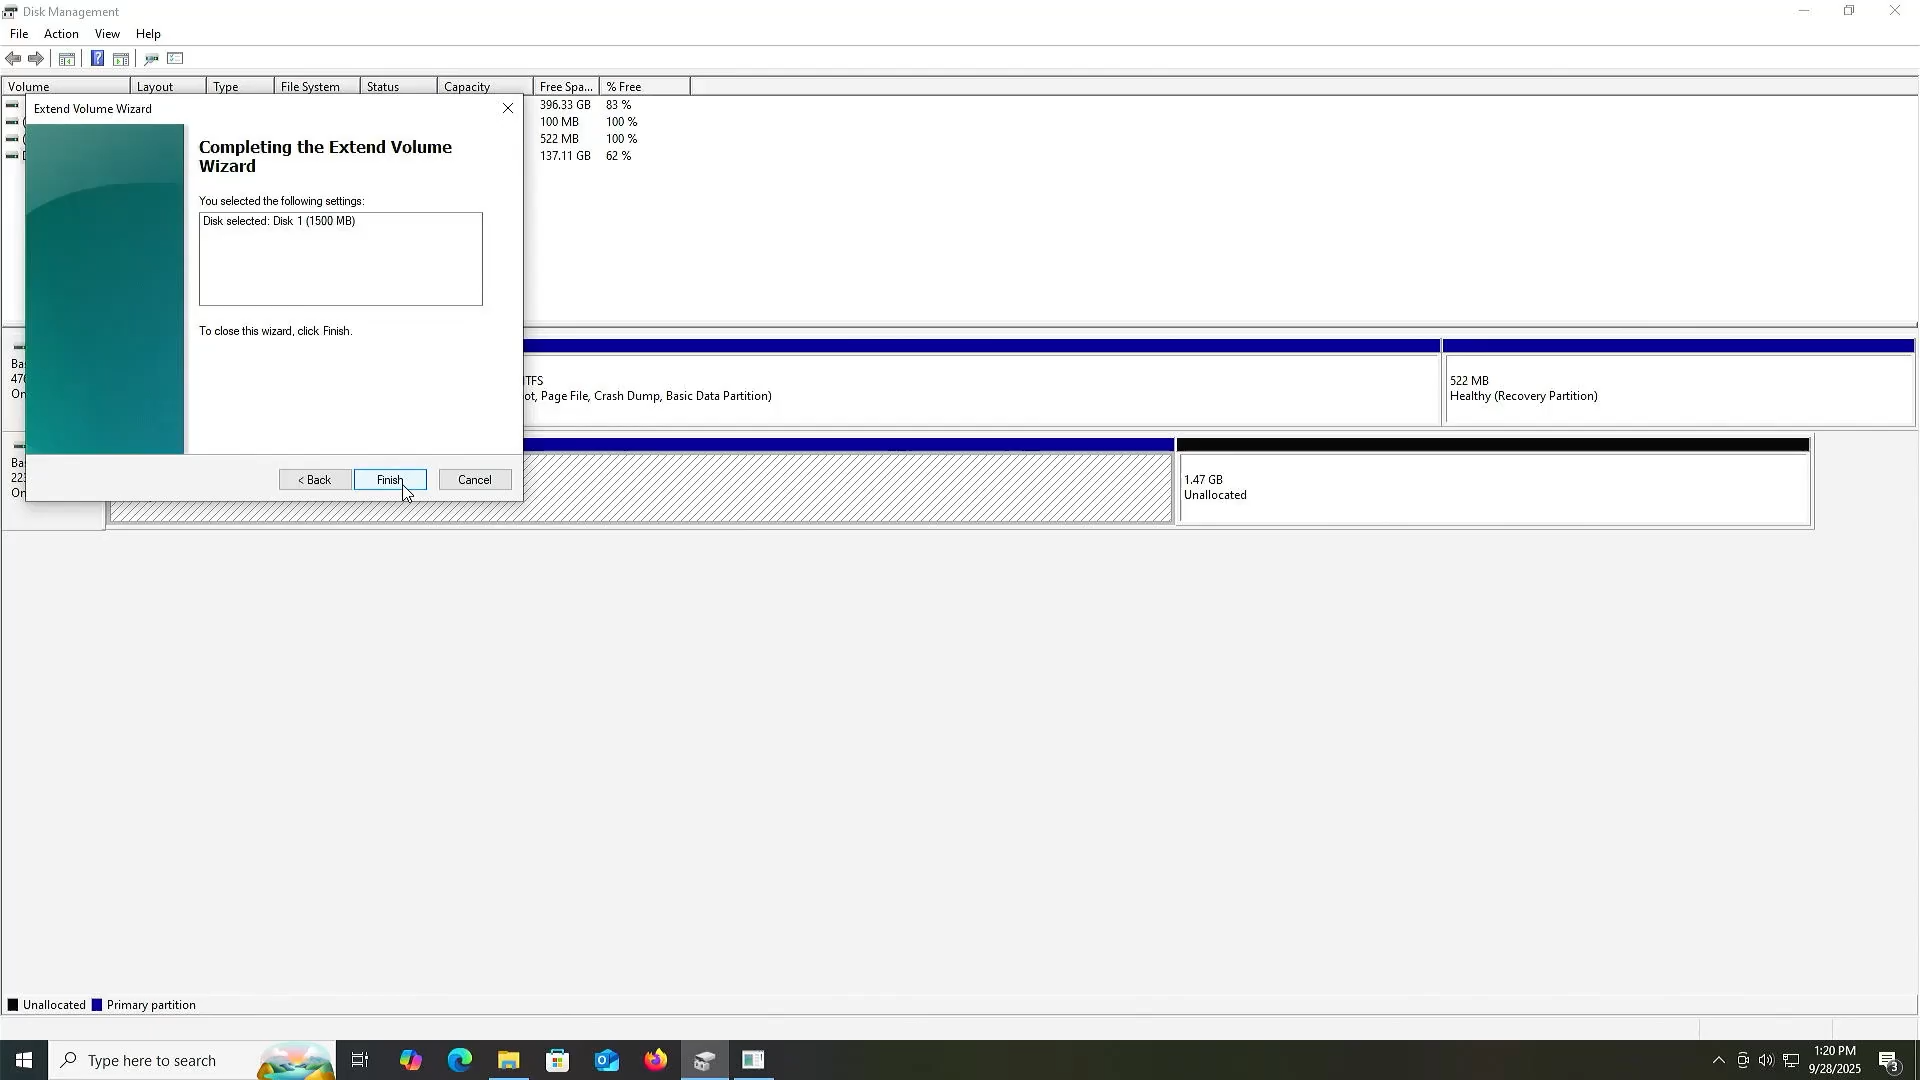 Disk Management
File Action View Help
Volume Layout Type File System Status Capacity Free Spa... % Free
Extend Volume Wizard
396.33 GB 83 %
100 MB 100 %
522 MB 100 %
137.11 GB 62 %
Completing the Extend Volume
Wizard
You selected the following settings:
Disk selected: Disk 1 (1500 MB)
To close this wizard, click Finish.
< Back Finish Cancel
ot, Page File, Crash Dump, Basic Data Partition)
522 MB
Healthy (Recovery Partition)
1.47 GB
Unallocated
Unallocated Primary partition
Type here to search
1:20 PM
9/28/2025
3